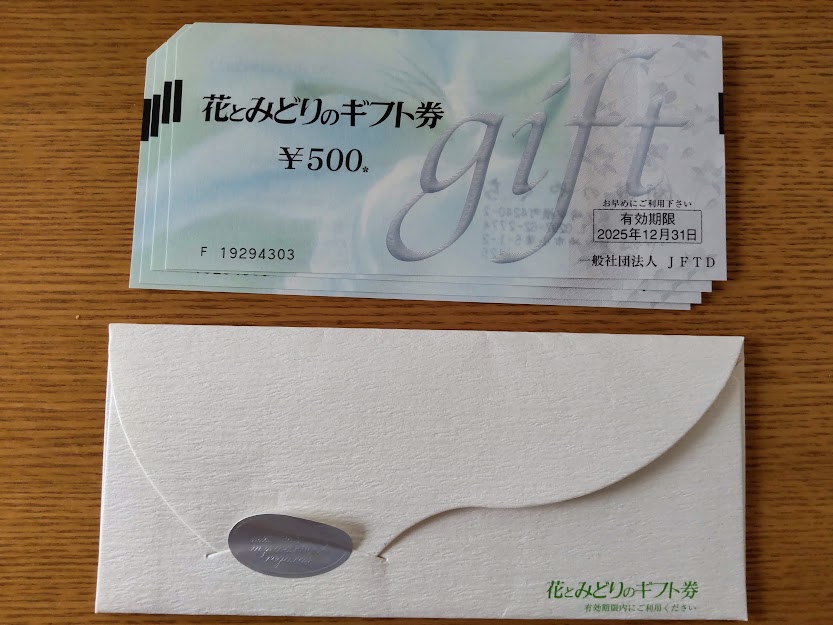 花とみどりのギフト券
￥500*
gift
お早めにご利用下さい
有効期限
2025年12月31日
F 19294303
一般社団法人 JFTD
花とみどりのギフト券
有効期限内にご利用ください